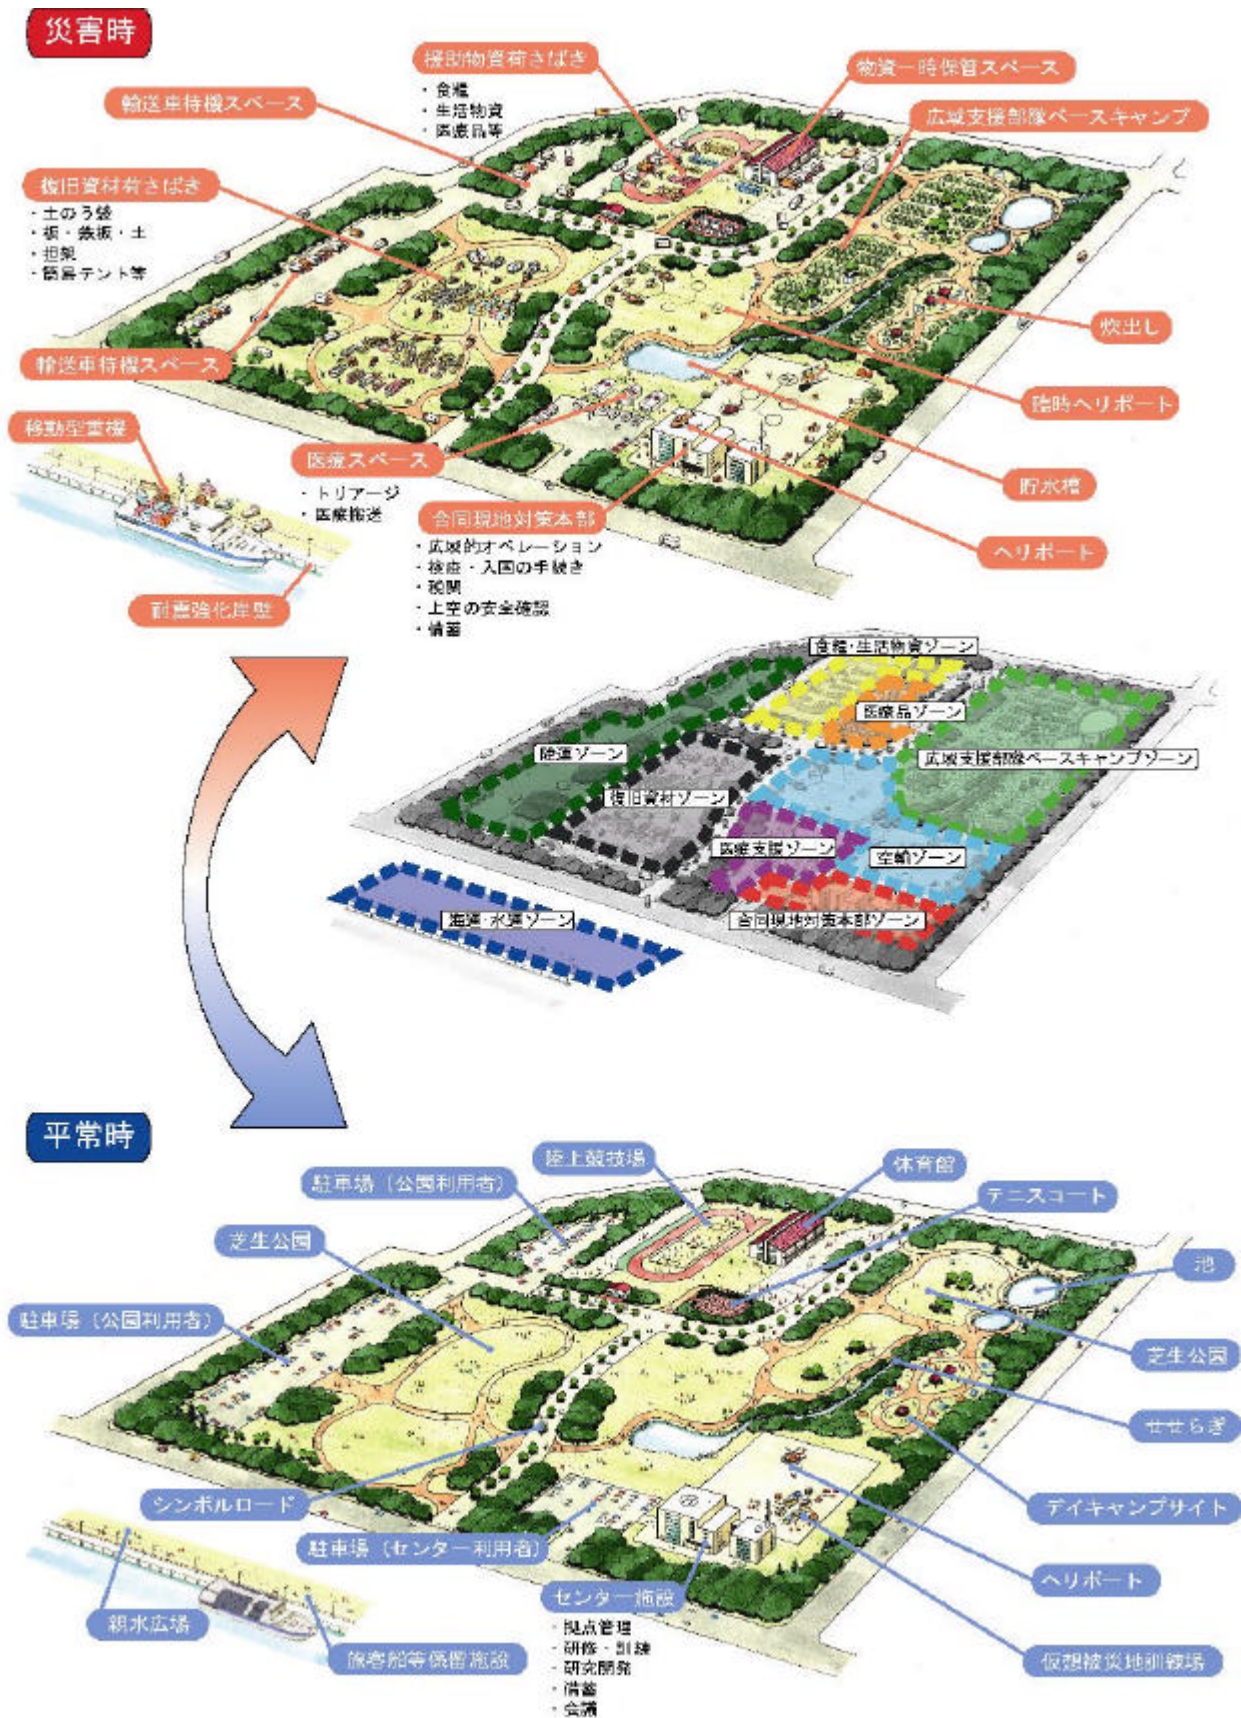 災害時
援助物資荷さばき
・食糧
・生活物資
・医療品等
物資一時保管スペース
輸送車待機スペース
広域支援部隊ベースキャンプ
復旧資材荷さばき
・土のう袋
・板・鉄板・土
・担架
・簡易テント等
炊出し
輸送車待機スペース
臨時ヘリポート
移動型重機
医療スペース
・トリアージ
・医療搬送
貯水槽
合同現地対策本部
・広域的オペレーション
・検疫・入国の手続き
・税関
・上空の安全確認
・備蓄
ヘリポート
耐震強化岸壁
食糧・生活物資ゾーン
医療品ゾーン
陸運ゾーン
広域支援部隊ベースキャンプゾーン
復旧資材ゾーン
医療支援ゾーン
空輸ゾーン
海運・水運ゾーン
合同現地対策本部ゾーン
平常時
陸上競技場
体育館
駐車場（公園利用者）
テニスコート
芝生公園
池
駐車場（公園利用者）
芝生公園
せせらぎ
シンボルロード
デイキャンプサイト
駐車場（センター利用者）
ヘリポート
センター施設
・拠点管理
・研修・訓練
・研究開発
・備蓄
・会議
親水広場
旅客船等係留施設
仮想被災地訓練場